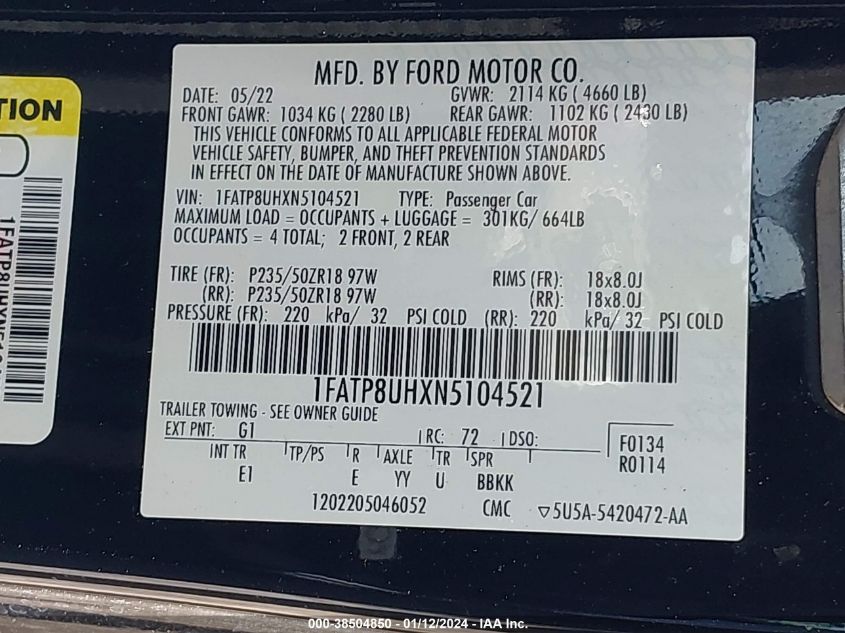 MFD. BY FORD MOTOR CO.
DATE: 05/22 GVWR: 2114 KG ( 4660 LB)
FRONT GAWR: 1034 KG ( 2280 LB) REAR GAWR: 1102 KG ( 2430 LB)
THIS VEHICLE CONFORMS TO ALL APPLICABLE FEDERAL MOTOR
VEHICLE SAFETY, BUMPER, AND THEFT PREVENTION STANDARDS
IN EFFECT ON THE DATE OF MANUFACTURE SHOWN ABOVE.
VIN: 1FATP8UHXN5104521 TYPE: Passenger Car
MAXIMUM LOAD = OCCUPANTS + LUGGAGE = 301KG/ 664LB
OCCUPANTS = 4 TOTAL; 2 FRONT, 2 REAR
TIRE (FR): P235/50ZR18 97W RIMS (FR): 18x8.0J
(RR): P235/50ZR18 97W (RR): 18x8.0J
PRESSURE (FR): 220 kPa/ 32 PSI COLD (RR): 220 kPa/ 32 PSI COLD
1FATP8UHXN5104521
TRAILER TOWING - SEE OWNER GUIDE
EXT PNT: G1 RC: 72 DSO: F0134
INT TR TP/PS R AXLE TR SPR R0114
E1 E YY U BBKK
1202205046052 CMC ▽5U5A-5420472-AA
TION
1FATP8UHXN510
000-38504850 - 01/12/2024 - IAA Inc.